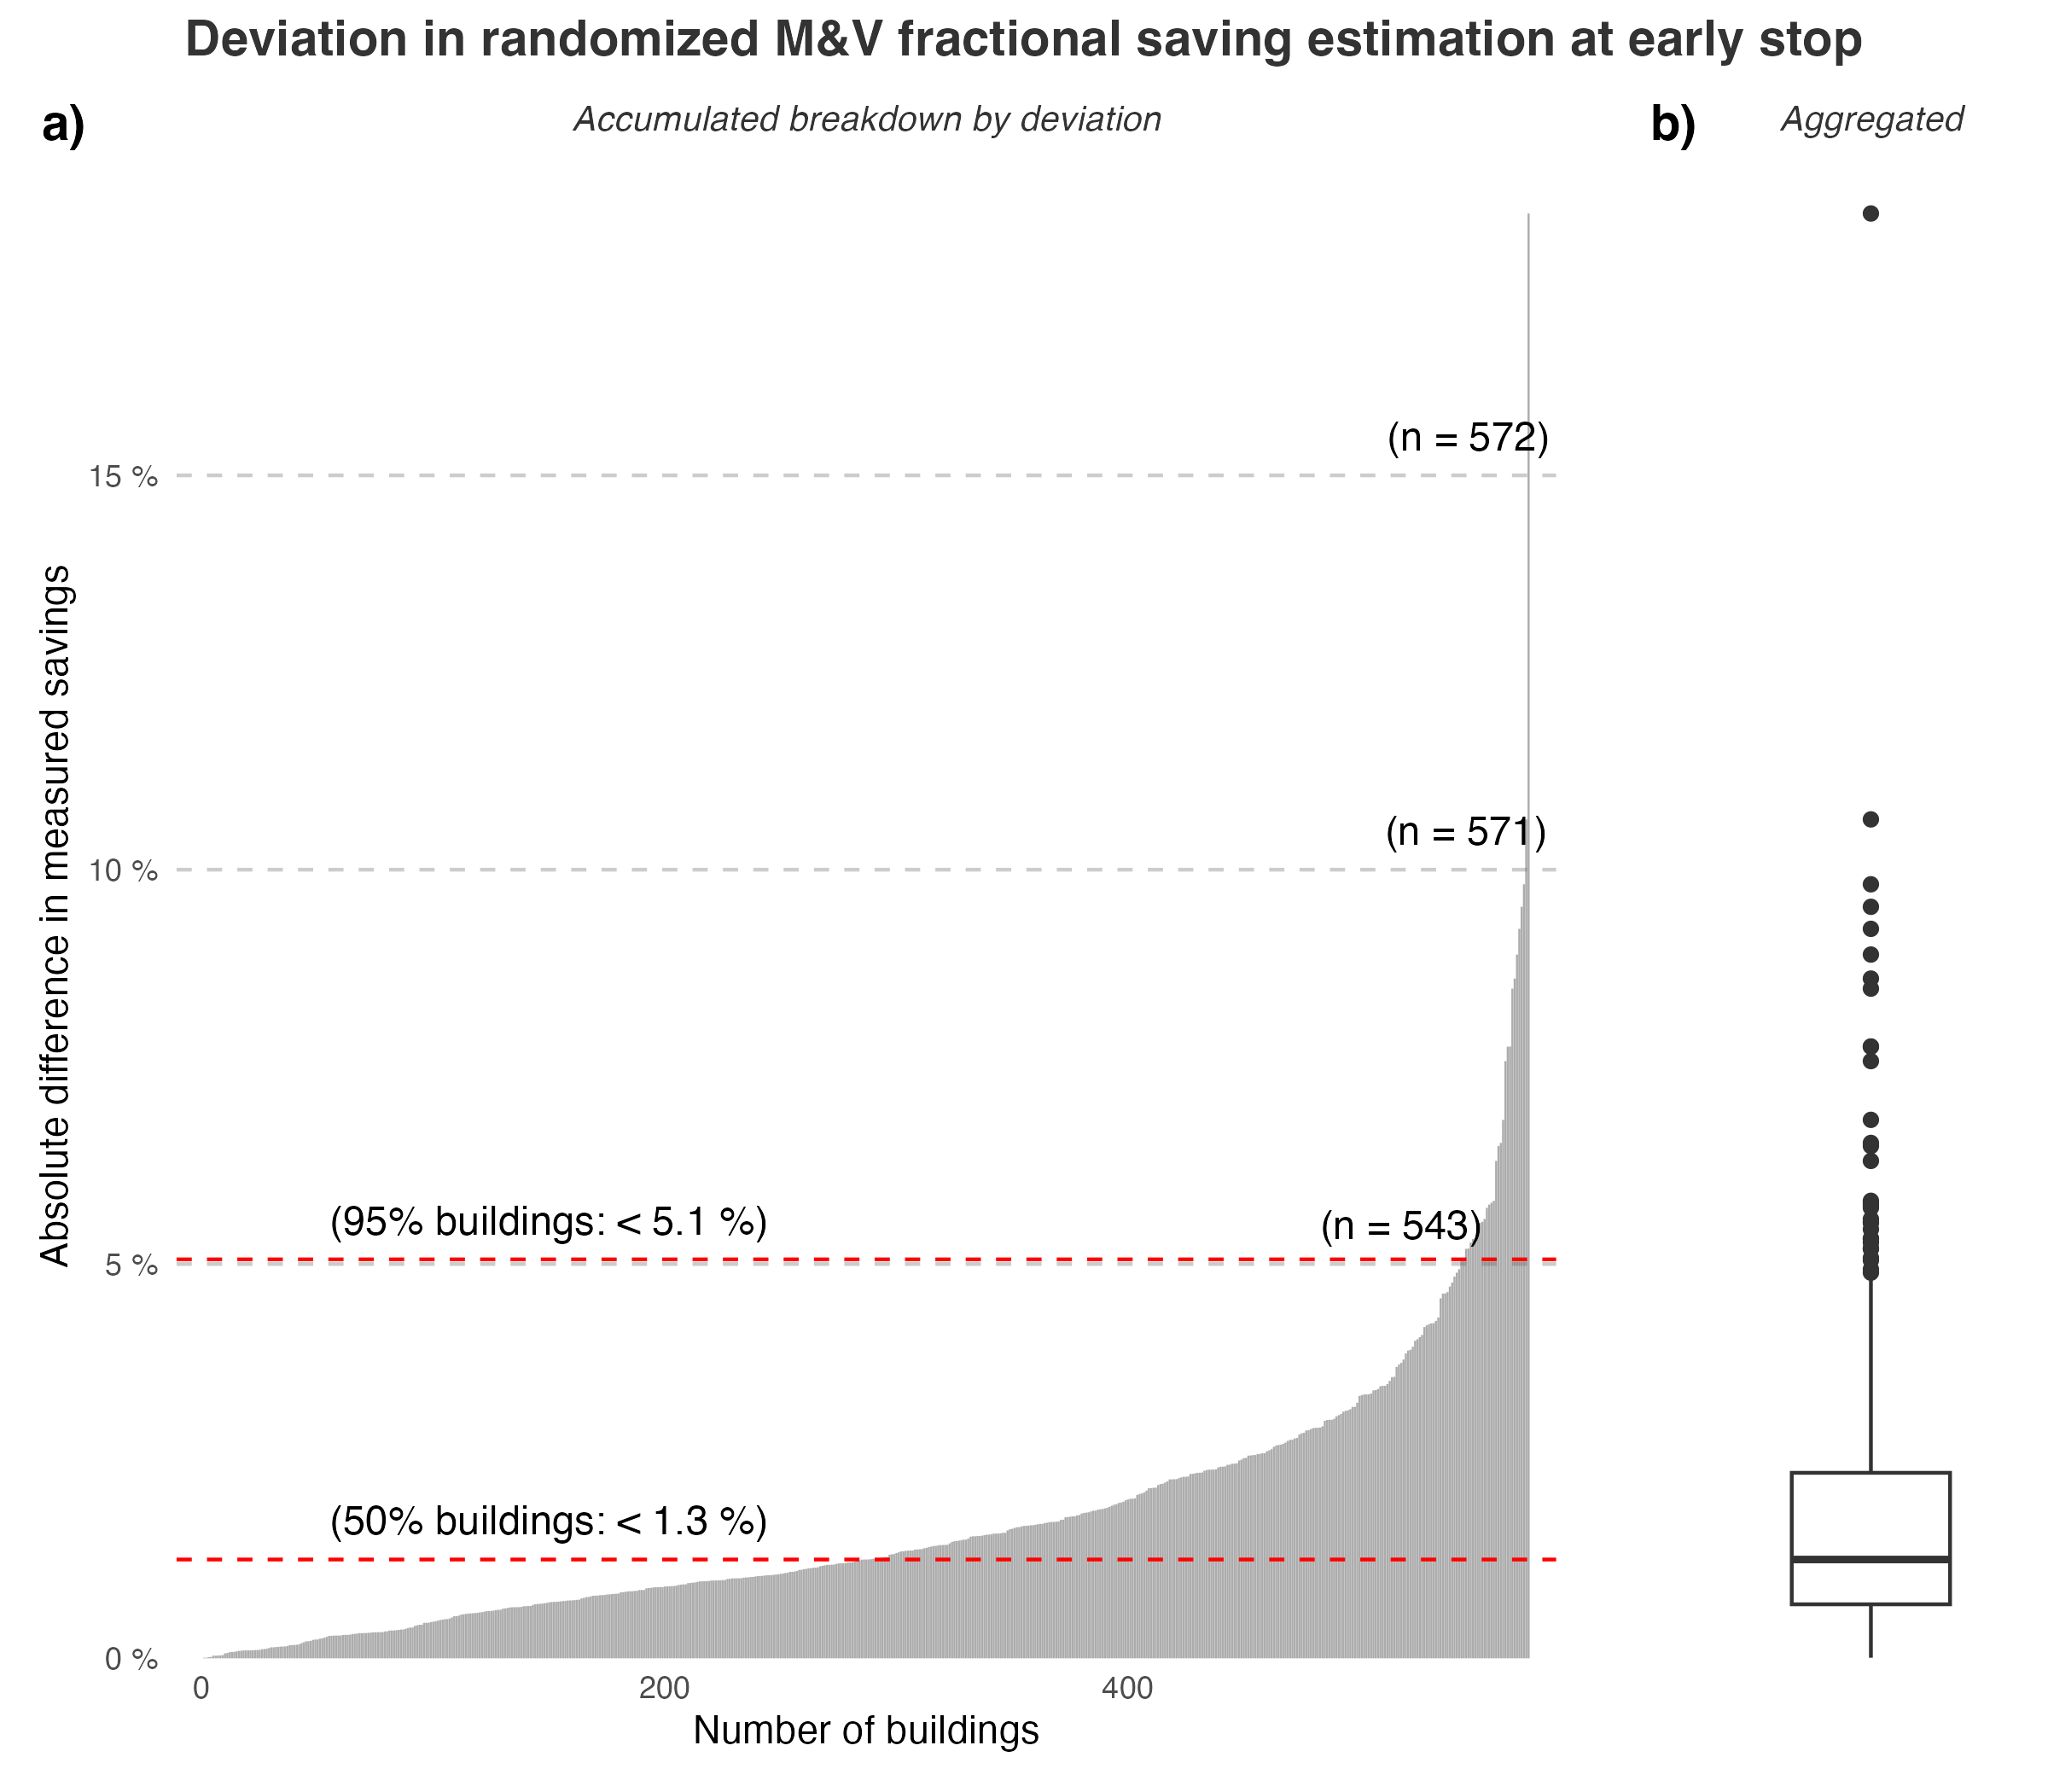 Deviation in randomized M&V fractional saving estimation at early stop
a)
Accumulated breakdown by deviation
b)
Aggregated
Absolute difference in measured savings
15 %
10 %
5 %
0 %
(n = 572)
(n = 571)
(95% buildings: < 5.1 %)
(n = 543)
(50% buildings: < 1.3 %)
0
200
400
Number of buildings